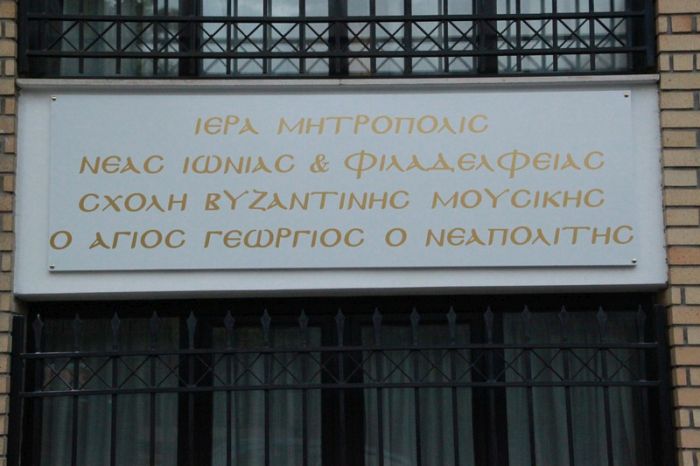 ΙΕΡΑ ΜΗΤΡΟΠΟΛΙΣ
ΝΕΑΣ ΙΩΝΙΑΣ & ΦΙΛΑΔΕΛΦΕΙΑΣ
ΣΧΟΛΗ ΒΥΖΑΝΤΙΝΗΣ ΜΟΥΣΙΚΗΣ
Ο ΑΓΙΟΣ ΓΕΩΡΓΙΟΣ Ο ΝΕΑΠΟΛΙΤΗΣ